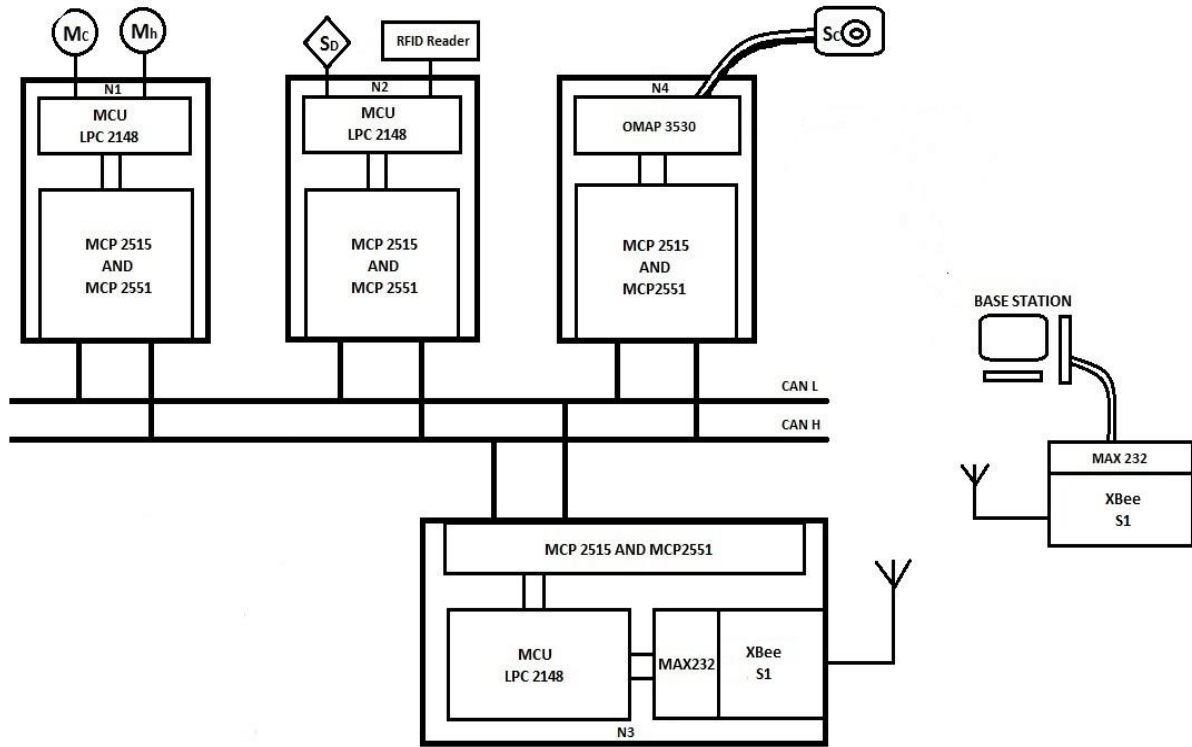 Mc
Mh
SD
RFID Reader
Sc
N1
MCU
LPC 2148
MCP 2515
AND
MCP 2551
N2
MCU
LPC 2148
MCP 2515
AND
MCP 2551
N4
OMAP 3530
MCP 2515
AND
MCP2551
CAN L
CAN H
BASE STATION
MAX 232
XBee
S1
MCP 2515 AND MCP2551
MCU
LPC 2148
MAX232
XBee
S1
N3